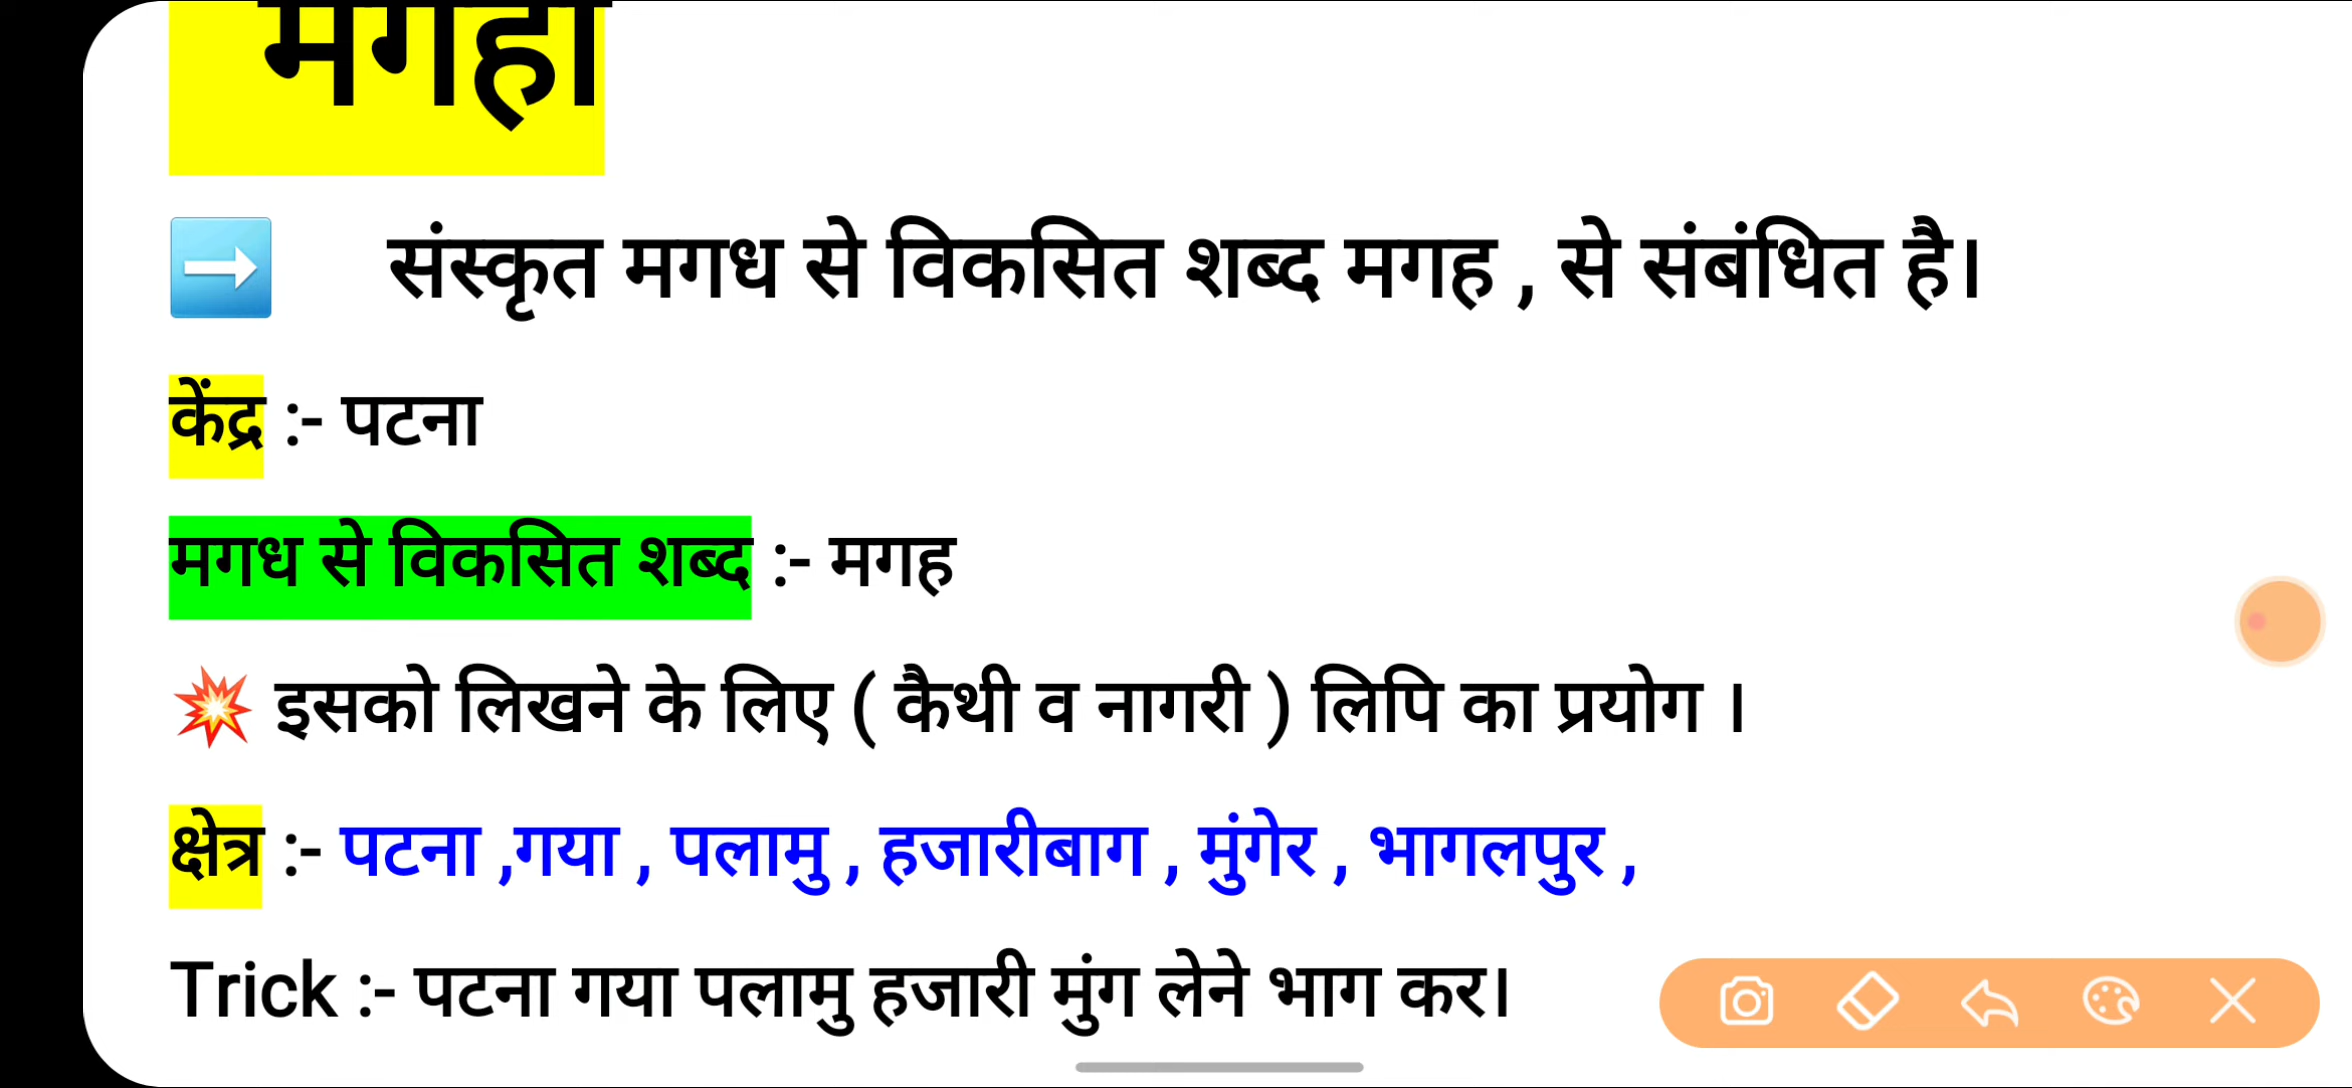 मगही
संस्कृत मगध से विकसित शब्द मगह , से संबंधित है।
केंद्र :- पटना
मगध से विकसित शब्द :- मगह
इसको लिखने के लिए ( कैथी व नागरी ) लिपि का प्रयोग ।
क्षेत्र :- पटना ,गया , पलामु , हजारीबाग , मुंगेर , भागलपुर ,
Trick :- पटना गया पलामु हजारी मुंग लेने भाग कर।